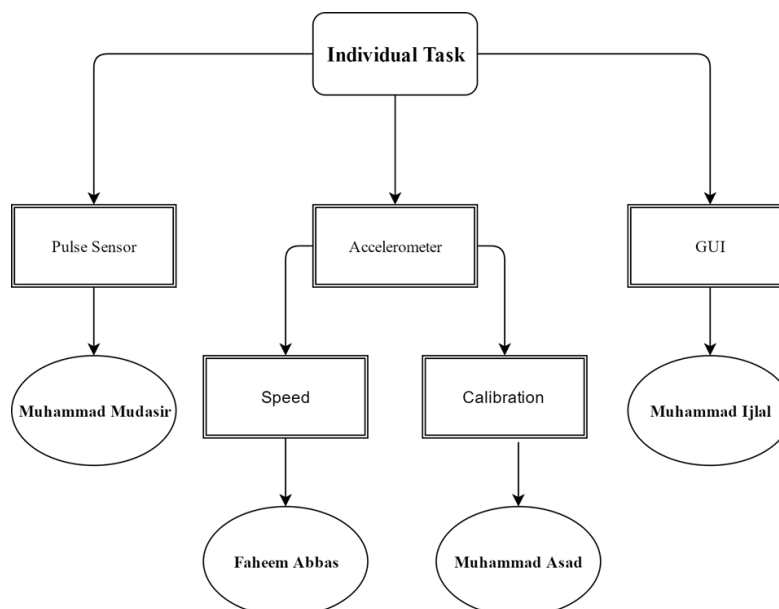 Individual Task
Pulse Sensor
Accelerometer
GUI
Muhammad Mudasir
Speed
Calibration
Muhammad Ijlal
Faheem Abbas
Muhammad Asad